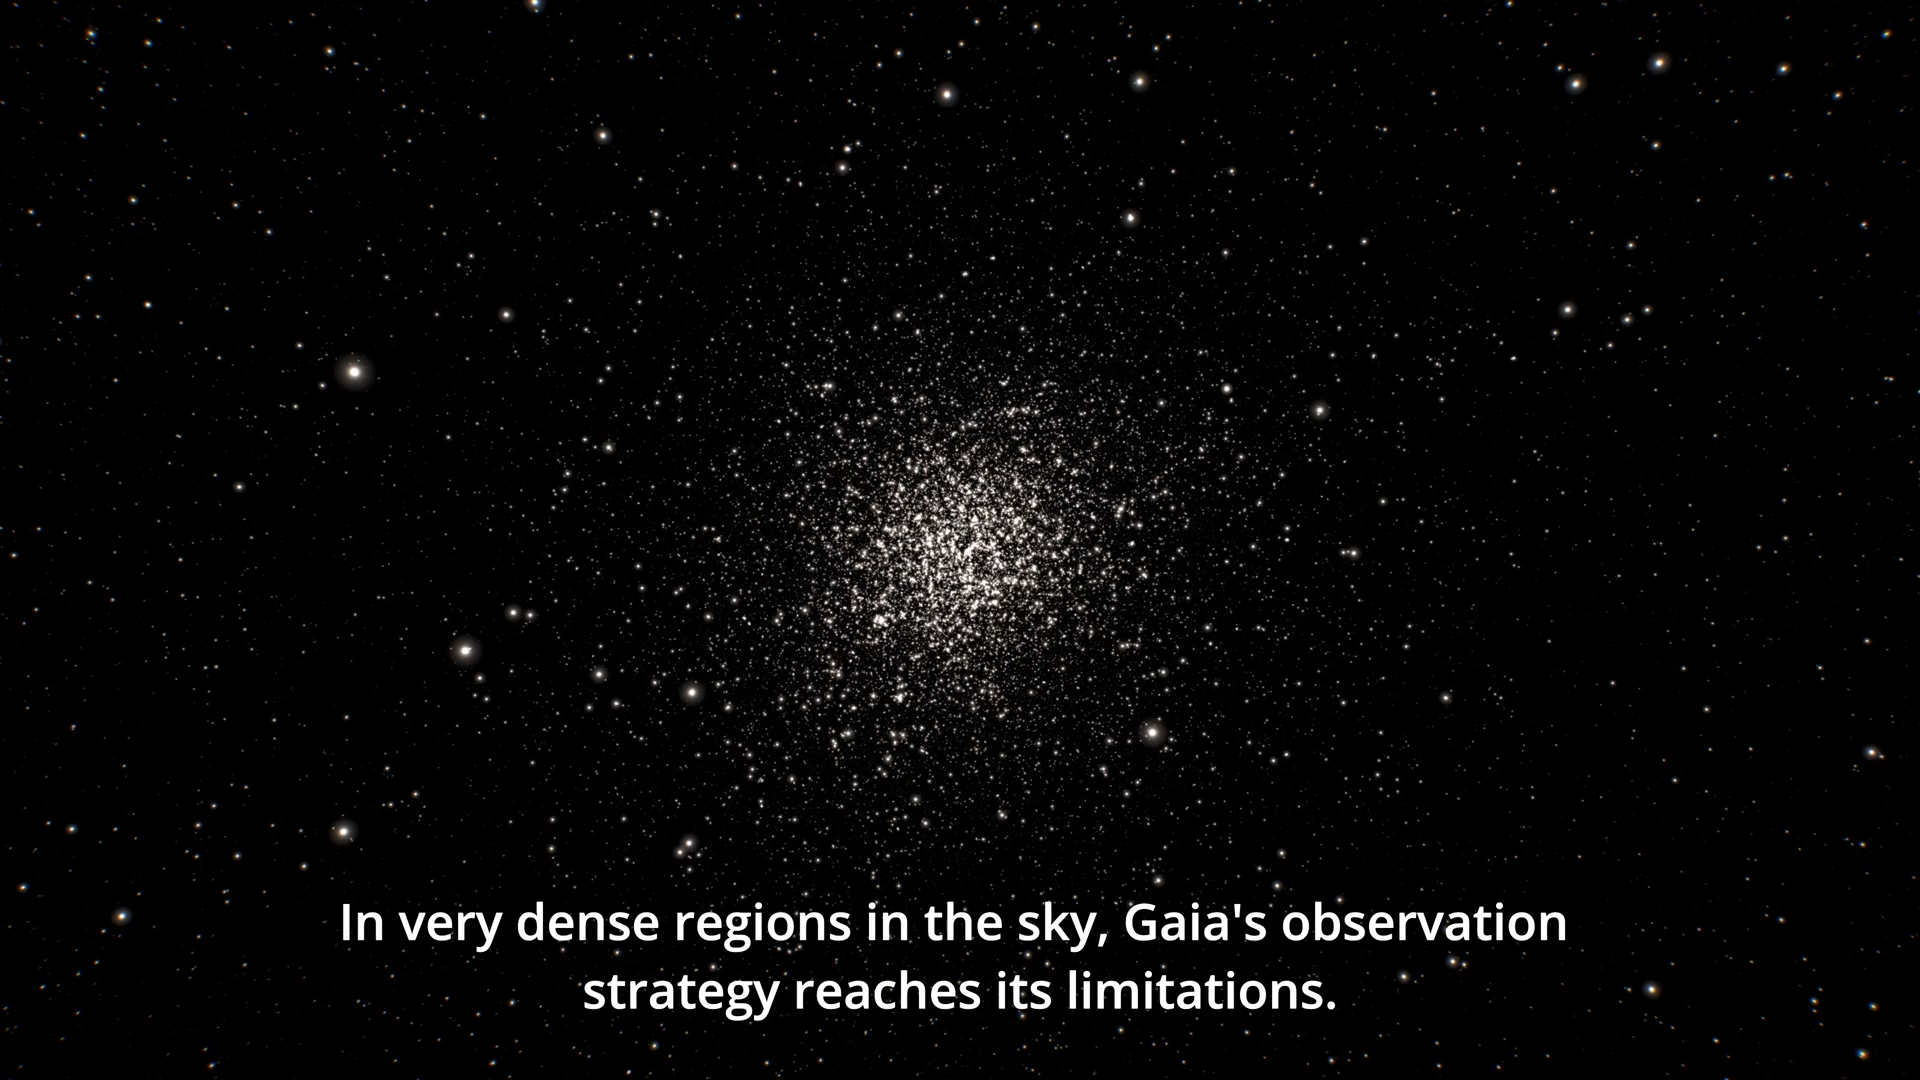 In very dense regions in the sky, Gaia's observation
strategy reaches its limitations.